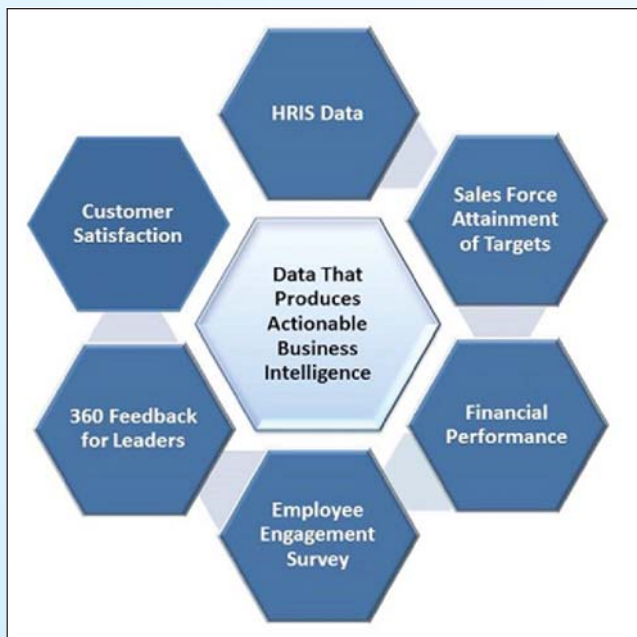 HRIS Data
Sales Force
Attainment
of Targets
Financial
Performance
Employee
Engagement
Survey
360 Feedback
for Leaders
Customer
Satisfaction
Data That
Produces
Actionable
Business
Intelligence